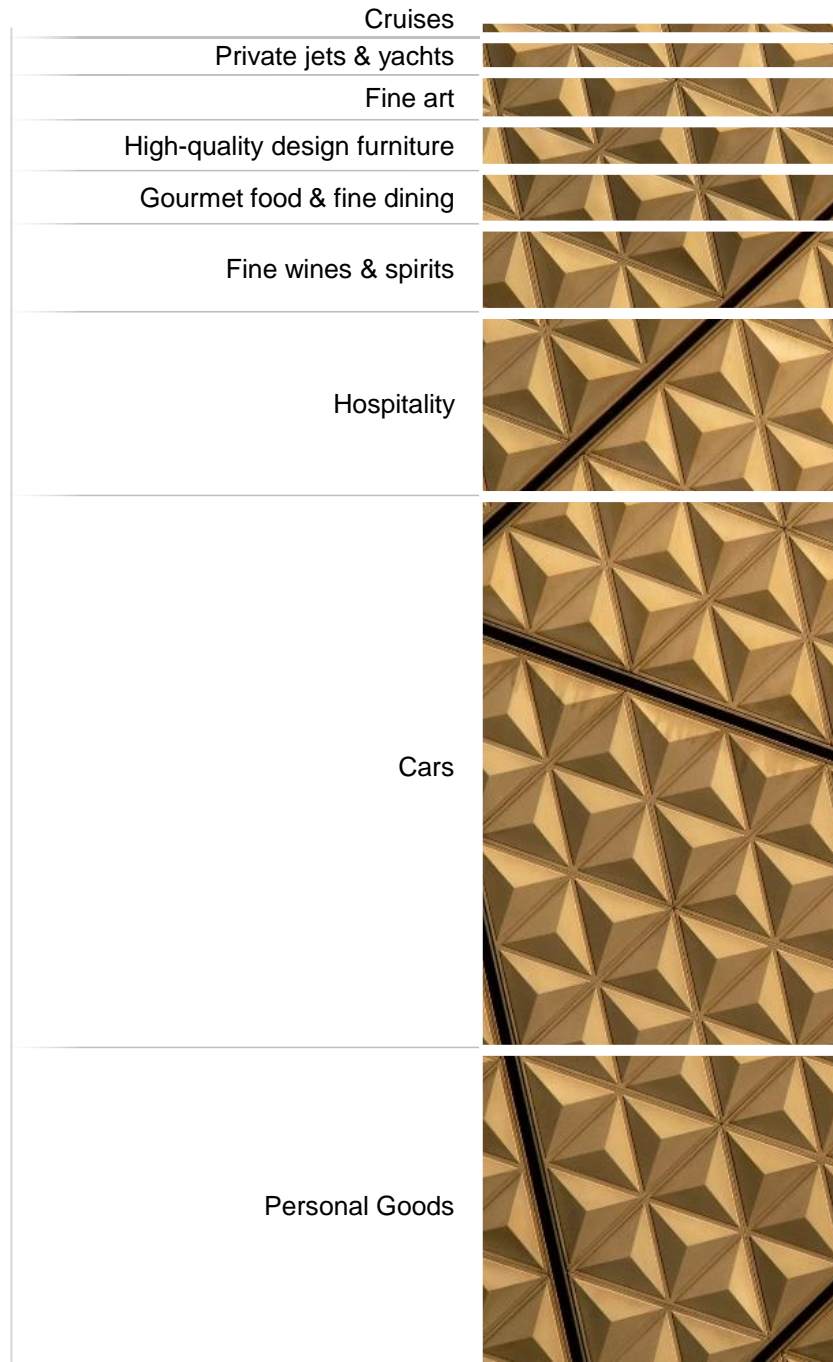 Cruises
Private jets & yachts
Fine art
High-quality design furniture
Gourmet food & fine dining
Fine wines & spirits
Hospitality
Cars
Personal Goods